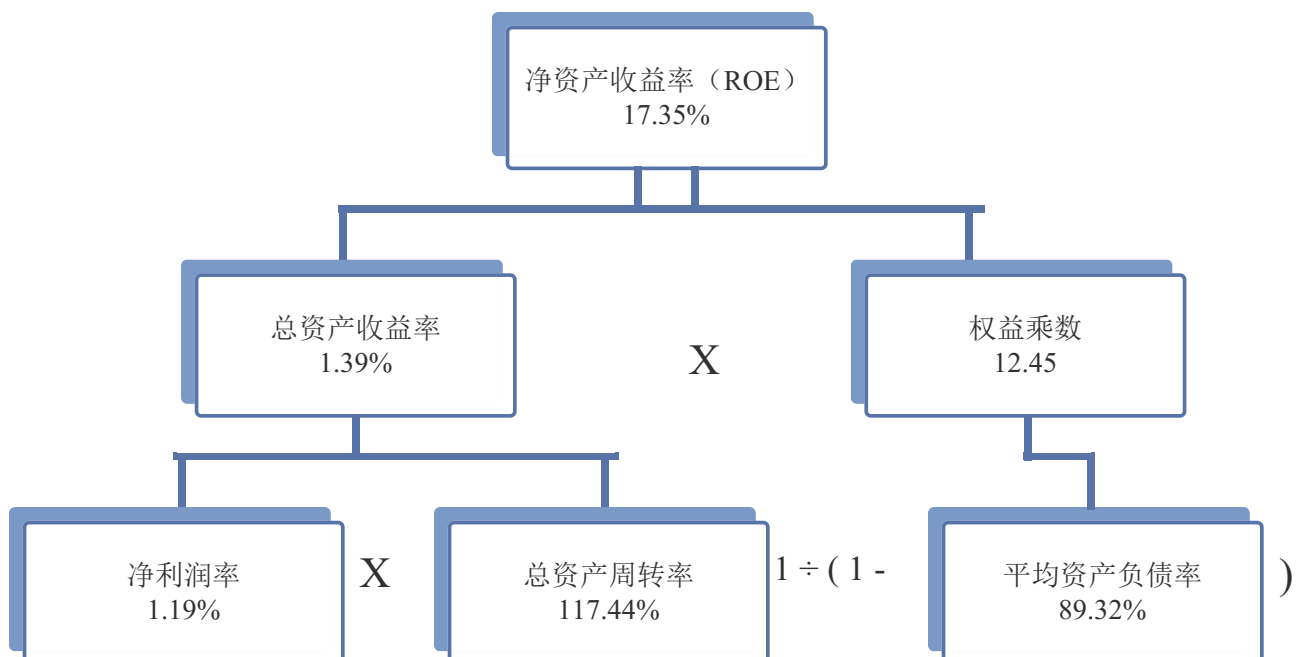 净资产收益率（ROE）
17.35%
总资产收益率
1.39%
X
权益乘数
12.45
净利润率
1.19%
X
总资产周转率
117.44%
1 ÷ ( 1 -
平均资产负债率
89.32%
)